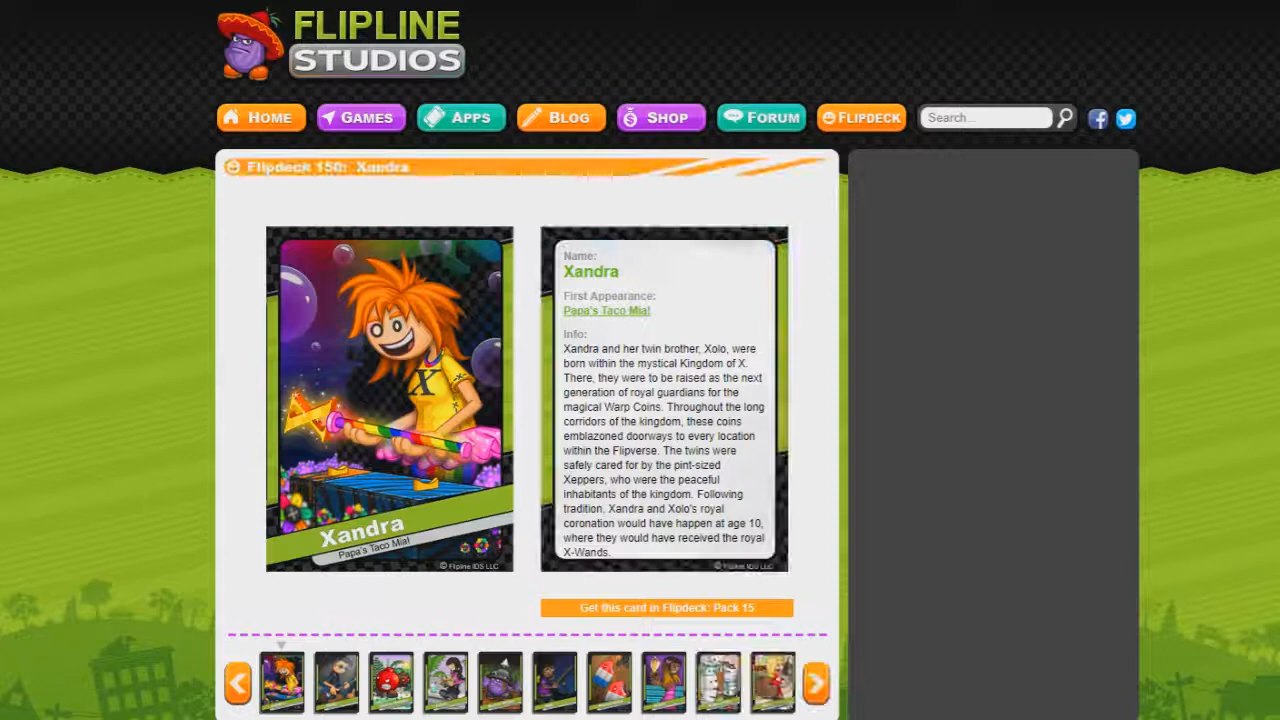 FLIPLINE
STUDIOS
HOME
GAMES
APPS
BLOG
SHOP
FORUM
FLIPDECK
Search...
Flipdeck 150: Xandra
X
Xandra
Papa's Taco Mia!
© Flipline IDS LLC
Name:
Xandra
First Appearance:
Papa's Taco Mia!
Info:
Xandra and her twin brother, Xolo, were
born within the mystical Kingdom of X.
There, they were to be raised as the next
generation of royal guardians for the
magical Warp Coins. Throughout the long
corridors of the kingdom, these coins
emblazoned doorways to every location
within the Flipverse. The twins were
safely cared for by the pint-sized
Xeppers, who were the peaceful
inhabitants of the kingdom. Following
tradition, Xandra and Xolo's royal
coronation would have happen at age 10,
where they would have received the royal
X-Wands.
© Flipline IDS LLC
Get this card in Flipdeck: Pack 15